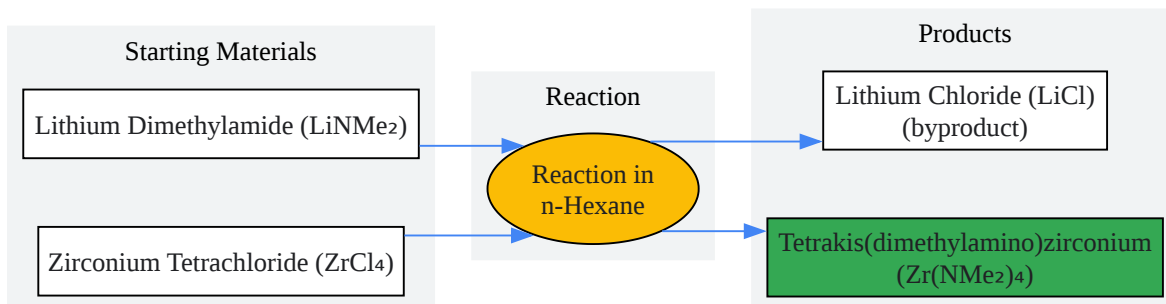 Starting Materials
Lithium Dimethylamide (LiNMe₂)
Zirconium Tetrachloride (ZrCl₄)
Reaction
Reaction in
n-Hexane
Products
Lithium Chloride (LiCl)
(byproduct)
Tetrakis(dimethylamino)zirconium
(Zr(NMe₂)₄)